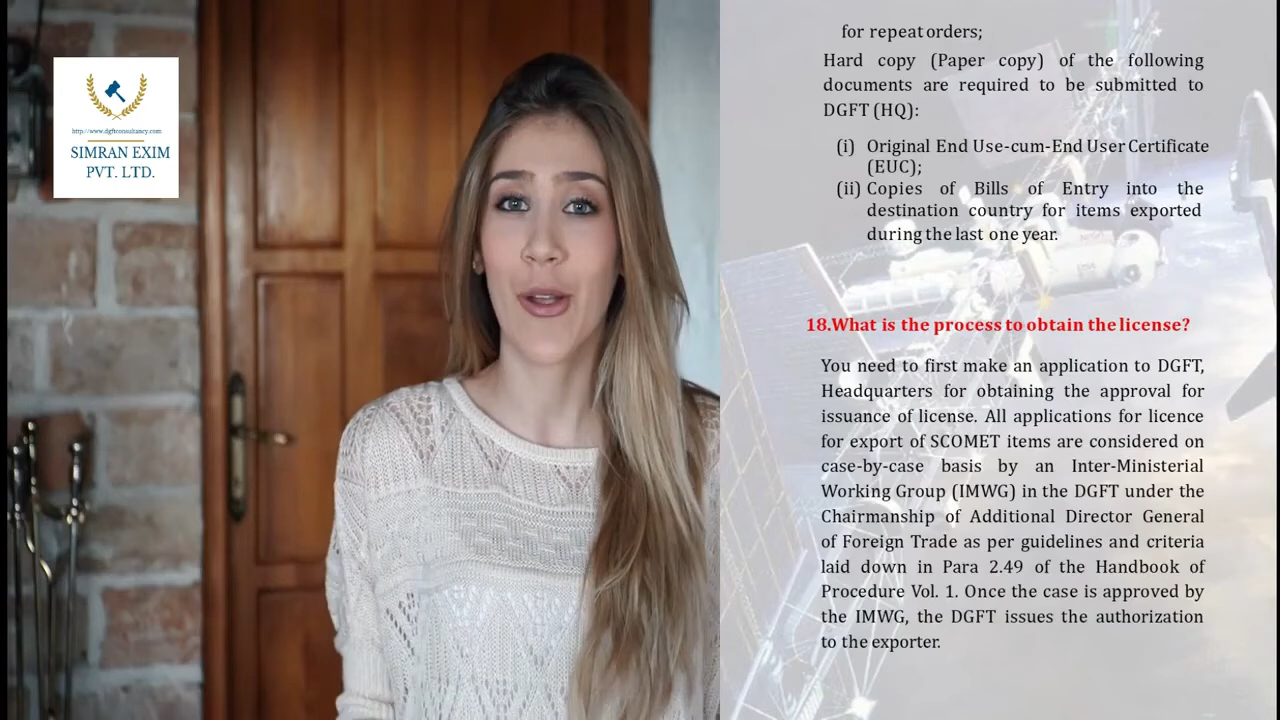 http://www.dgftconsultancy.com
SIMRAN EXIM
PVT. LTD.
for repeat orders;
Hard copy (Paper copy) of the following
documents are required to be submitted to
DGFT (HQ):
(i) Original End Use-cum-End User Certificate
(EUC);
(ii) Copies of Bills of Entry into the
destination country for items exported
during the last one year.
18.What is the process to obtain the license?
You need to first make an application to DGFT,
Headquarters for obtaining the approval for
issuance of license. All applications for licence
for export of SCOMET items are considered on
case-by-case basis by an Inter-Ministerial
Working Group (IMWG) in the DGFT under the
Chairmanship of Additional Director General
of Foreign Trade as per guidelines and criteria
laid down in Para 2.49 of the Handbook of
Procedure Vol. 1. Once the case is approved by
the IMWG, the DGFT issues the authorization
to the exporter.